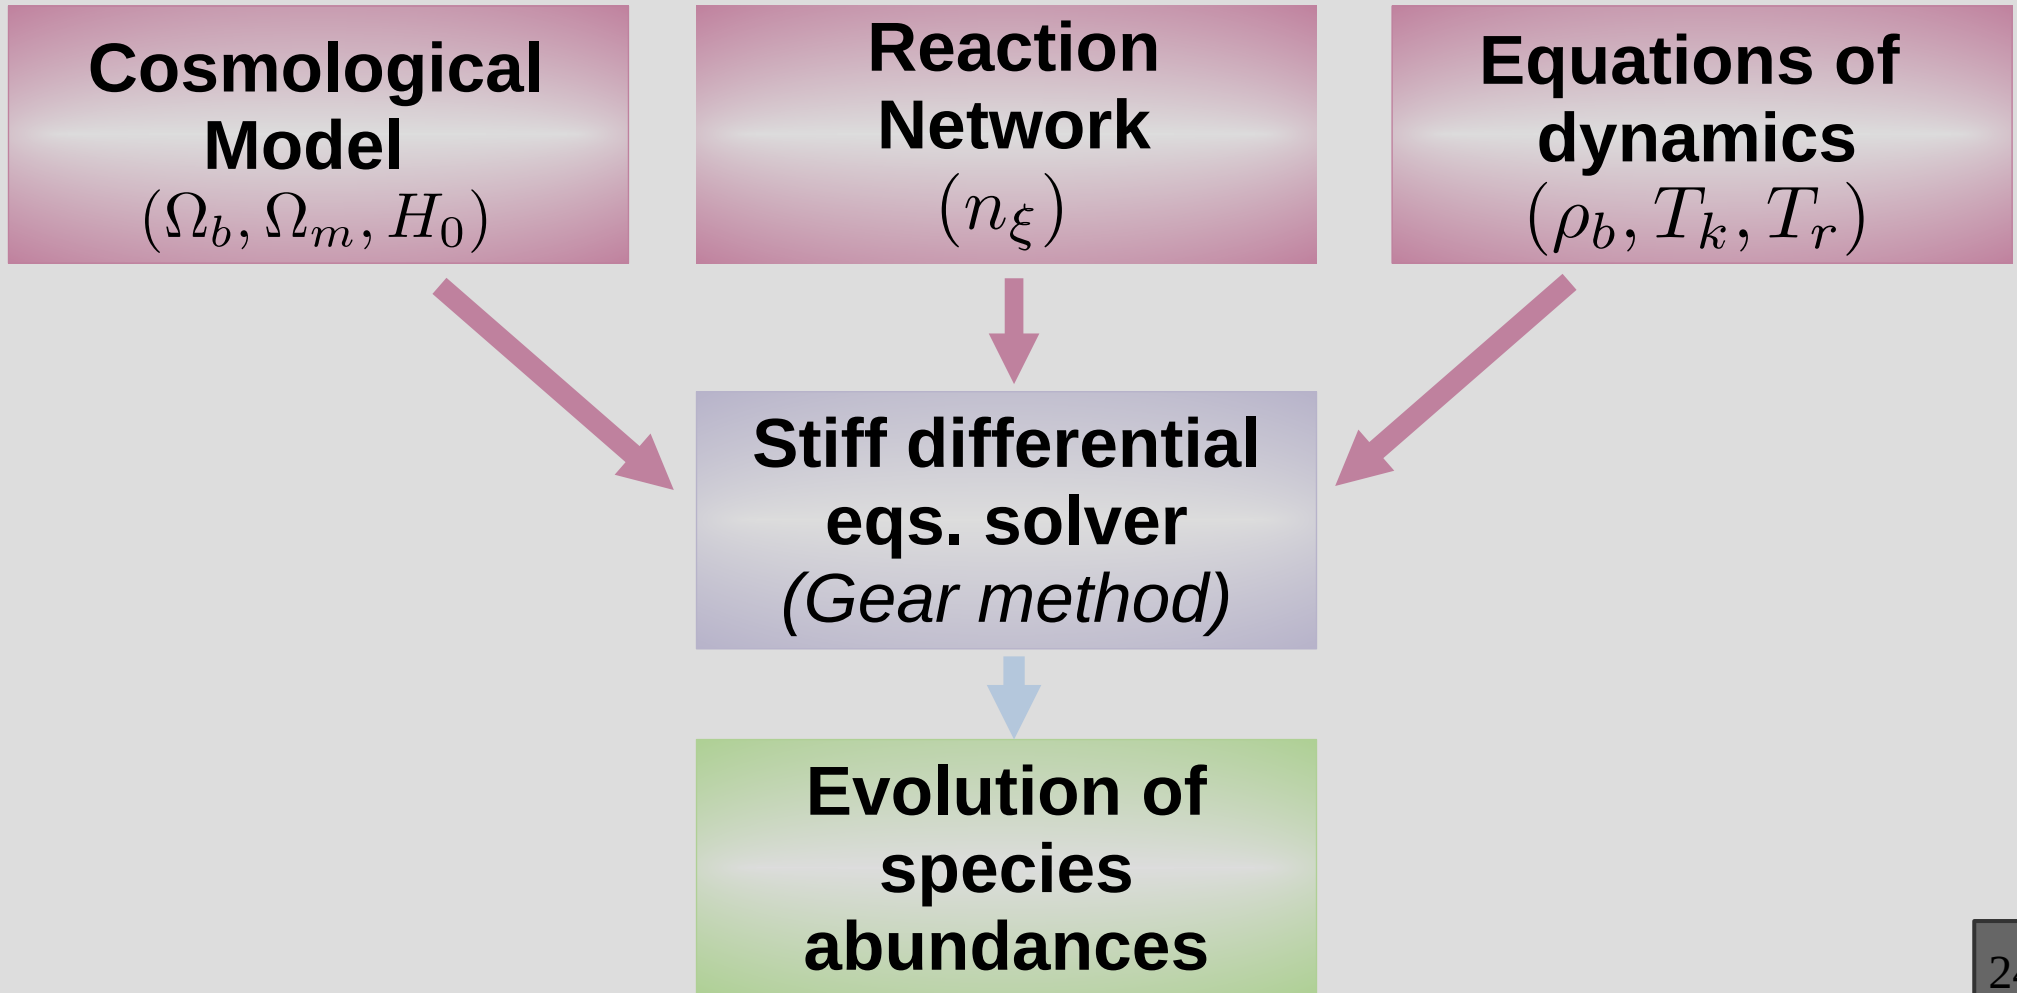 Cosmological
Model
(Ω_b, Ω_m, H_0)
Reaction
Network
(n_ξ)
Equations of
dynamics
(ρ_b, T_k, T_r)
Stiff differential
eqs. solver
(Gear method)
Evolution of
species
abundances